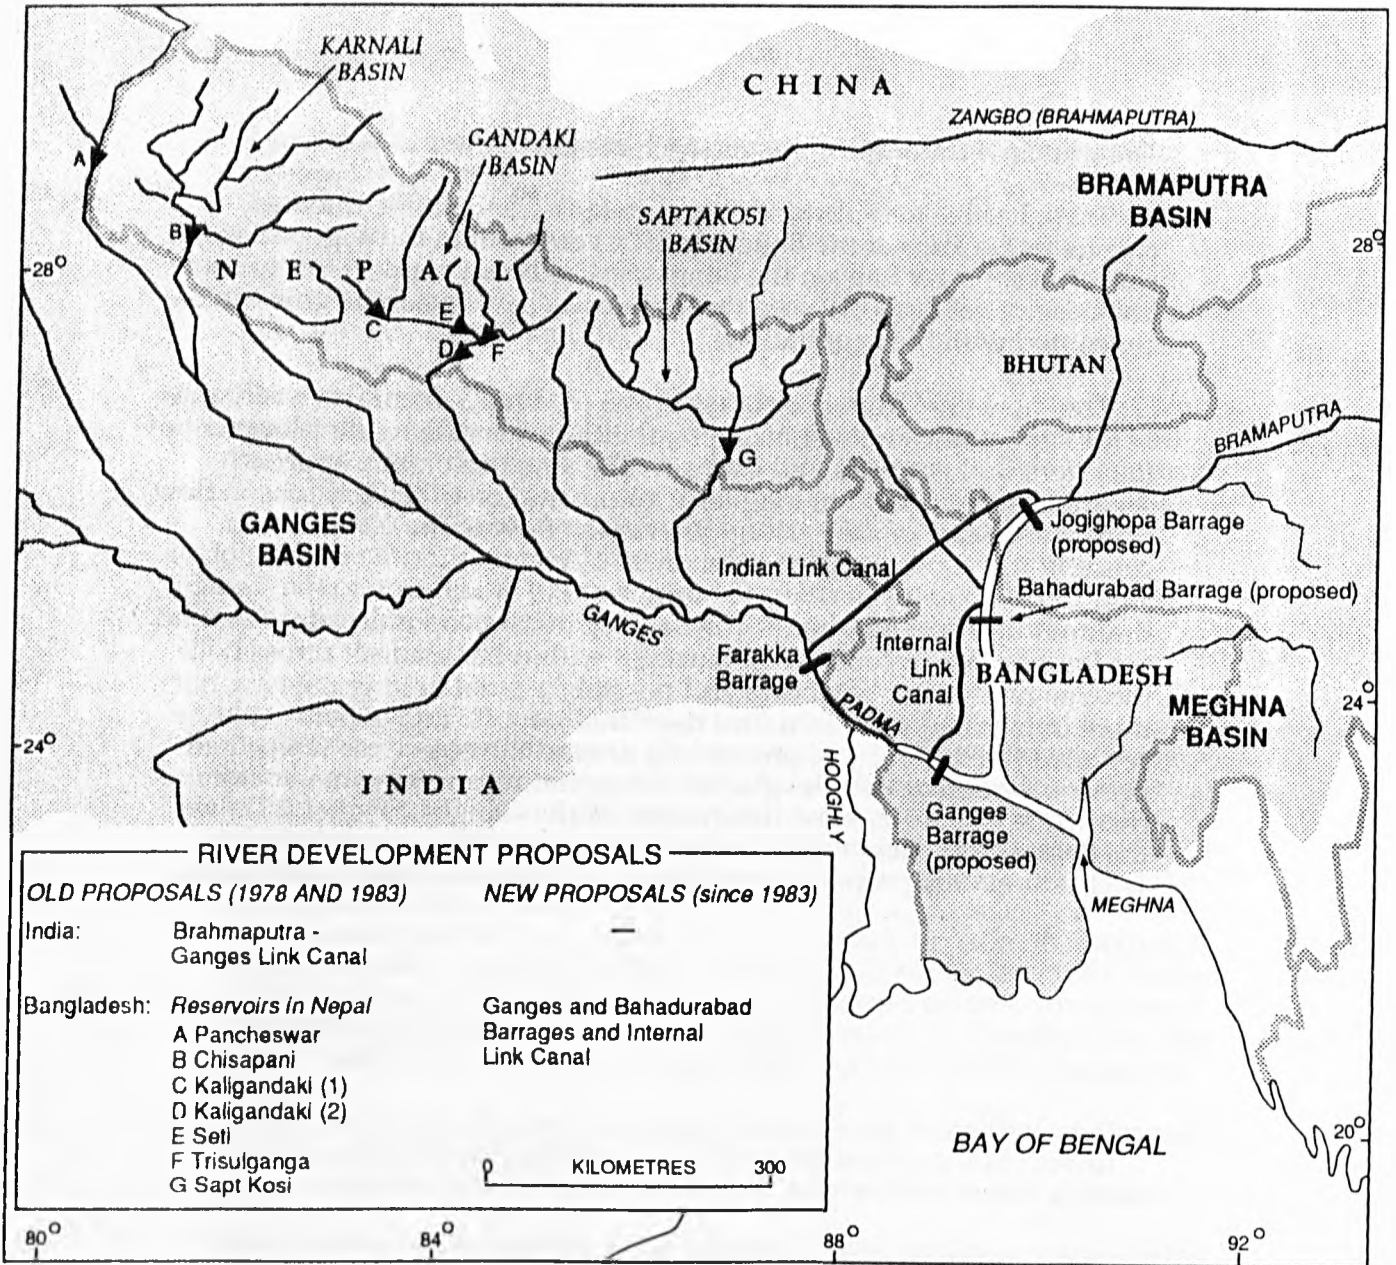 KARNALI
BASIN
CHINA
ZANGBO (BRAHMAPUTRA)
GANDAKI
BASIN
BRAMAPUTRA
BASIN
SAPTAKOSI
BASIN
A
B
28°
28°
NEPAL
C
E
D
F
BHUTAN
BRAMAPUTRA
G
GANGES
BASIN
Jogighopa Barrage
(proposed)
Indian Link Canal
Bahadurabad Barrage (proposed)
GANGES
Farakka
Barrage
Internal
Link
Canal
BANGLADESH
MEGHNA
BASIN
PADMA
24°
24°
HOOGHLY
INDIA
Ganges
Barrage
(proposed)
MEGHNA
RIVER DEVELOPMENT PROPOSALS
OLD PROPOSALS (1978 AND 1983) NEW PROPOSALS (since 1983)
India: Brahmaputra - —
Ganges Link Canal
Bangladesh: Reservoirs in Nepal Ganges and Bahadurabad
A Pancheswar Barrages and Internal
B Chisapani Link Canal
C Kaligandaki (1)
D Kaligandaki (2)
E Seti
F Trisulganga
G Sapt Kosi
0 KILOMETRES 300
BAY OF BENGAL
20°
80° 84° 88° 92°